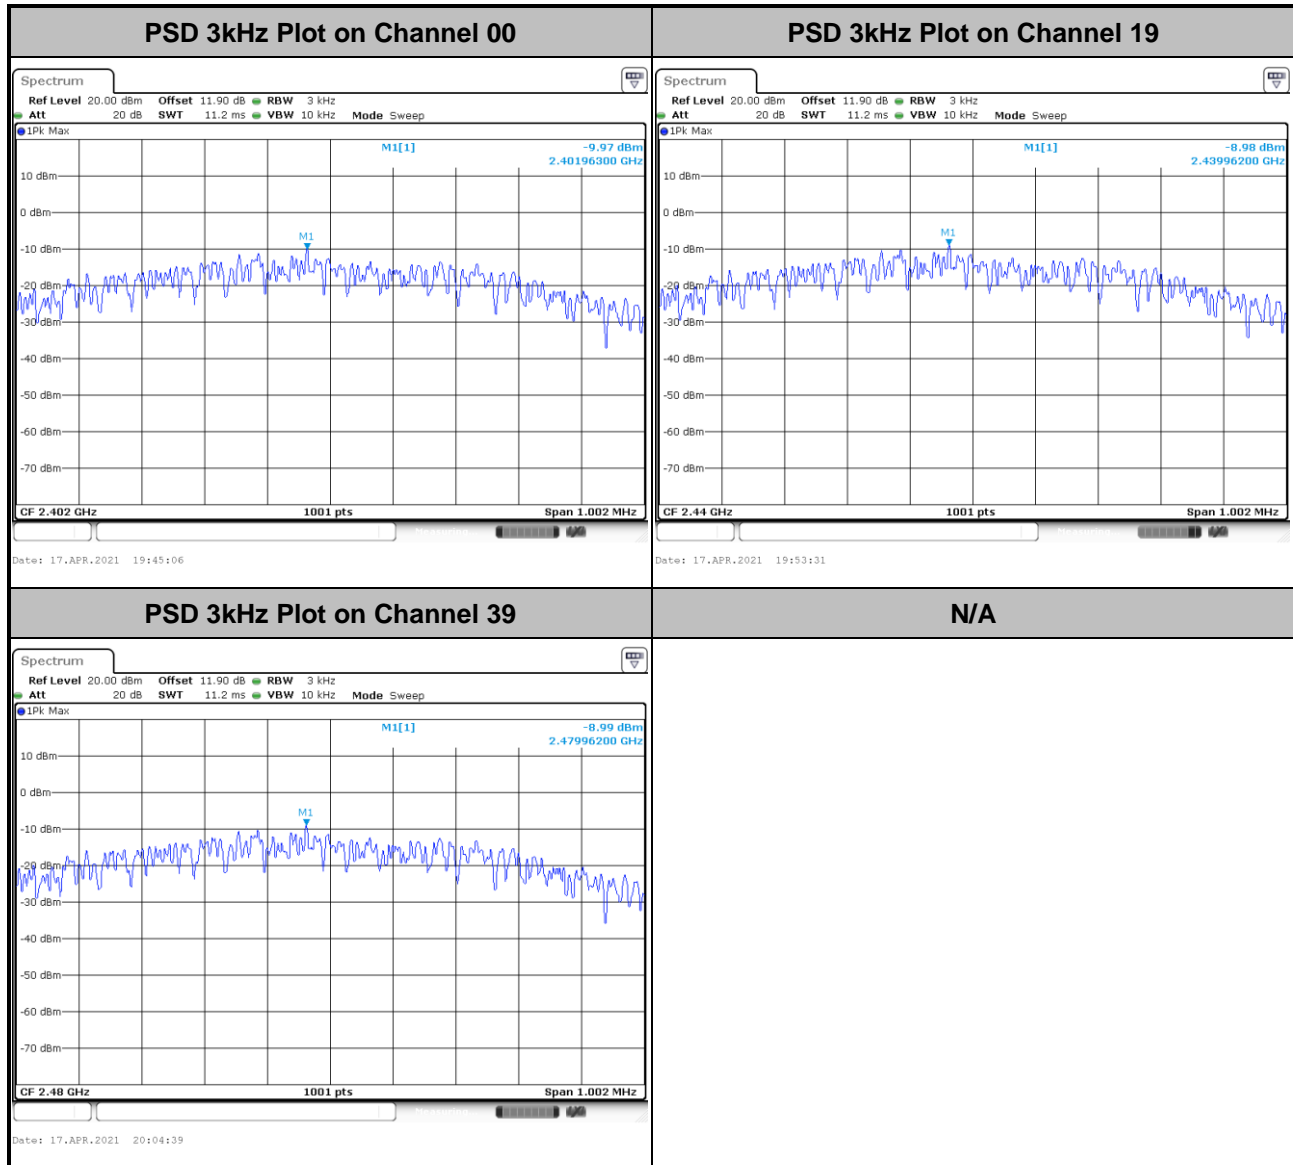 PSD 3kHz Plot on Channel 00
Spectrum
Ref Level 20.00 dBm Offset 11.90 dB RBW 3 kHz
Att 20 dB SWT 11.2 ms VBW 10 kHz Mode Sweep
1Pk Max
M1[1] -9.97 dBm
2.40196300 GHz
10 dBm
0 dBm
M1
-10 dBm
-20 dBm
-30 dBm
-40 dBm
-50 dBm
-60 dBm
-70 dBm
CF 2.402 GHz 1001 pts Span 1.002 MHz
Measuring...
Date: 17.APR.2021 19:45:06
PSD 3kHz Plot on Channel 19
Spectrum
Ref Level 20.00 dBm Offset 11.90 dB RBW 3 kHz
Att 20 dB SWT 11.2 ms VBW 10 kHz Mode Sweep
1Pk Max
M1[1] -8.98 dBm
2.43996200 GHz
10 dBm
0 dBm
M1
-10 dBm
-20 dBm
-30 dBm
-40 dBm
-50 dBm
-60 dBm
-70 dBm
CF 2.44 GHz 1001 pts Span 1.002 MHz
Measuring...
Date: 17.APR.2021 19:53:31
PSD 3kHz Plot on Channel 39
Spectrum
Ref Level 20.00 dBm Offset 11.90 dB RBW 3 kHz
Att 20 dB SWT 11.2 ms VBW 10 kHz Mode Sweep
1Pk Max
M1[1] -8.99 dBm
2.47996200 GHz
10 dBm
0 dBm
M1
-10 dBm
-20 dBm
-30 dBm
-40 dBm
-50 dBm
-60 dBm
-70 dBm
CF 2.48 GHz 1001 pts Span 1.002 MHz
Measuring...
Date: 17.APR.2021 20:04:39
N/A